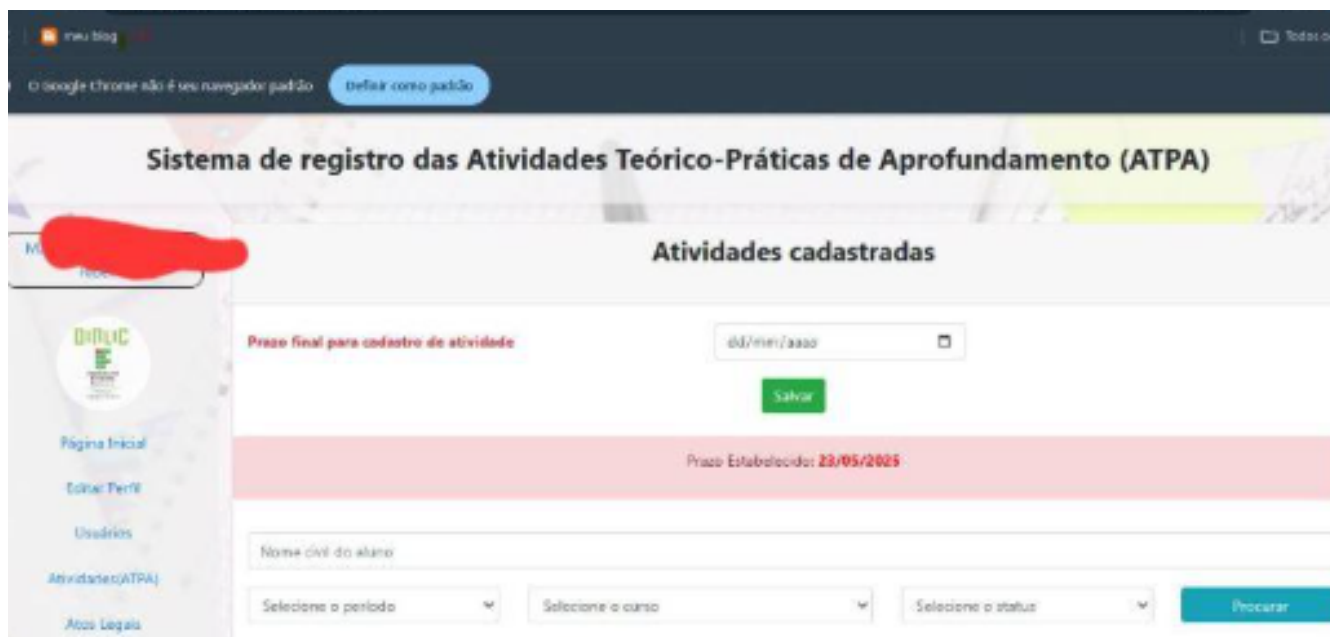 meu blog
Todos o
O Google Chrome não é seu navegador padrão
Definir como padrão
Sistema de registro das Atividades Teórico-Práticas de Aprofundamento (ATPA)
Atividades cadastradas
DIRLIC
Prazo final para cadastro de atividade
dd/mm/aaaa
Salvar
Página Inicial
Prazo Estabelecido: 23/05/2025
Editar Perfil
Usuários
Nome civil do aluno
Atividades(ATPA)
Selecione o período
Selecione o curso
Selecione o status
Procurar
Atos Legais